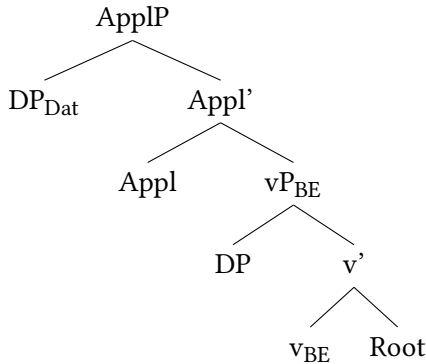 ApplP
DP_Dat Appl’
Appl vP_BE
DP v’
v_BE Root